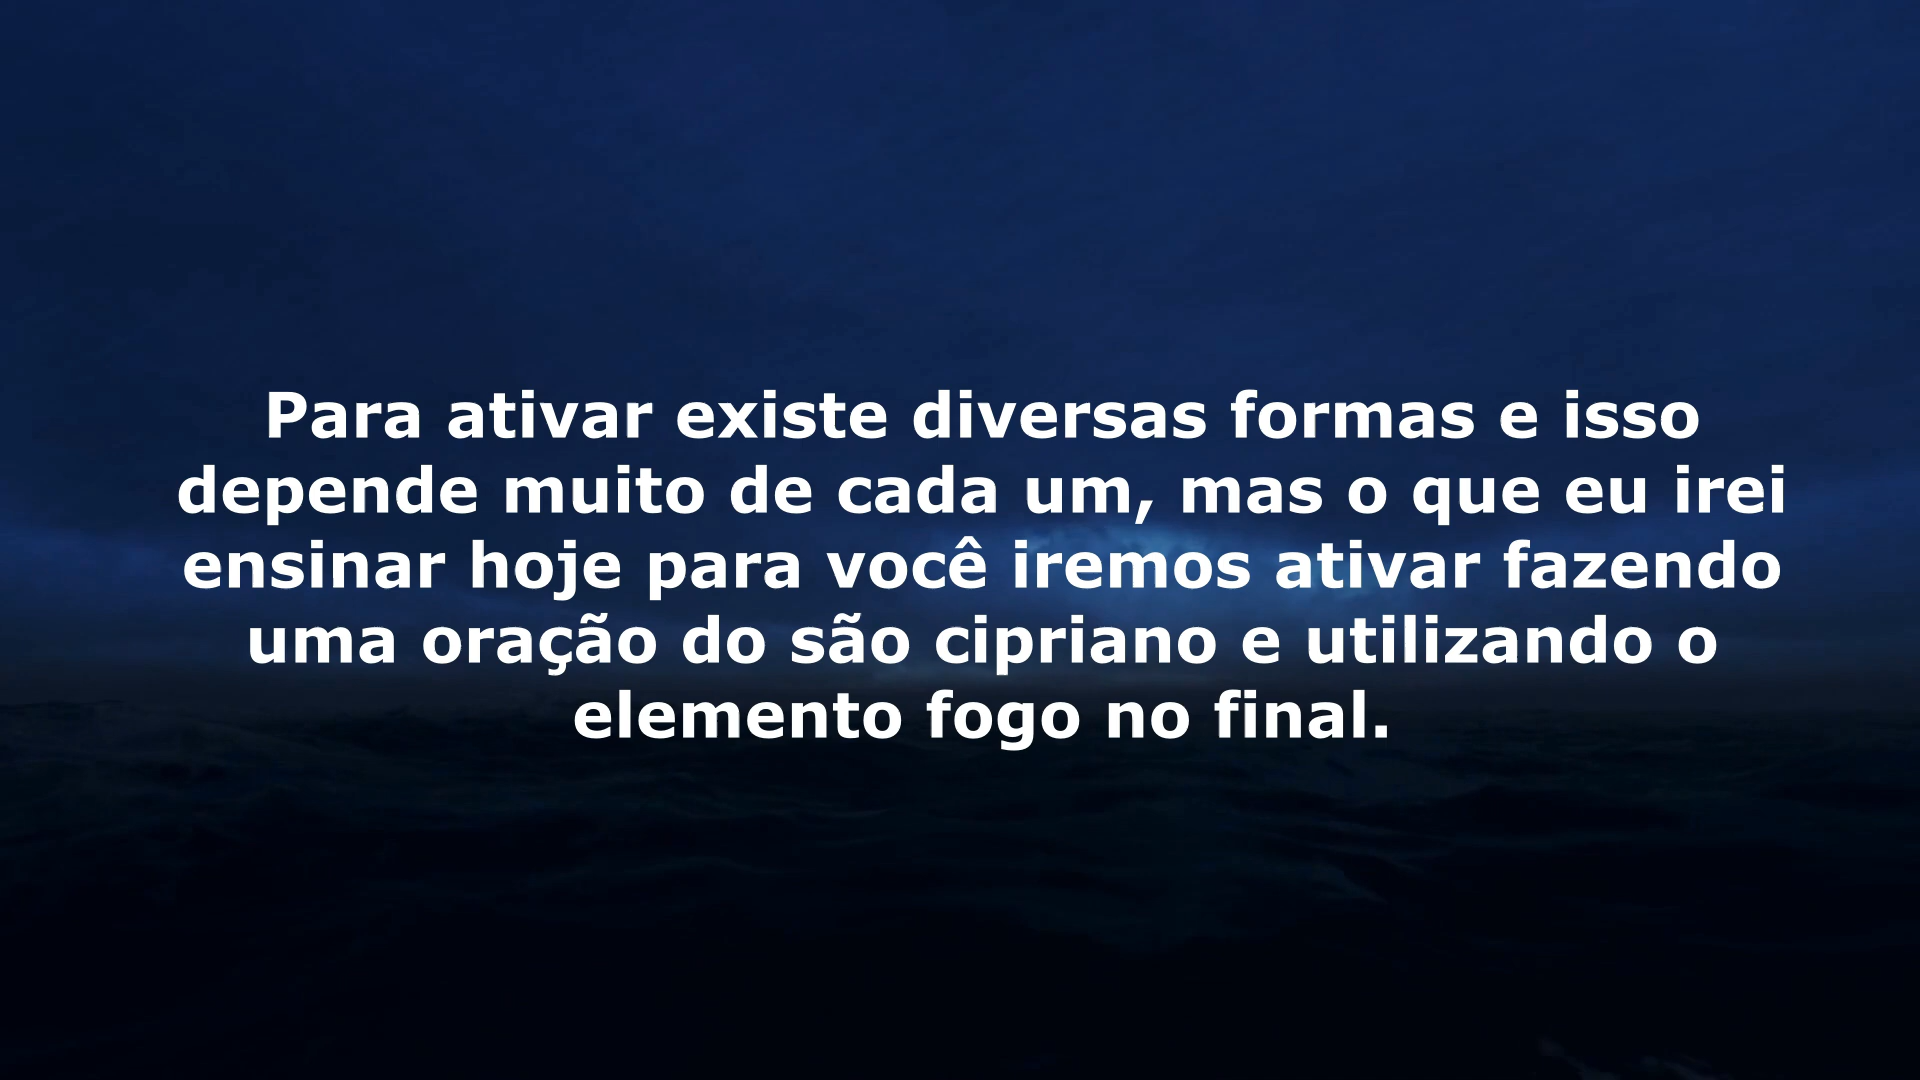 Para ativar existe diversas formas e isso
depende muito de cada um, mas o que eu irei
ensinar hoje para você iremos ativar fazendo
uma oração do são cipriano e utilizando o
elemento fogo no final.